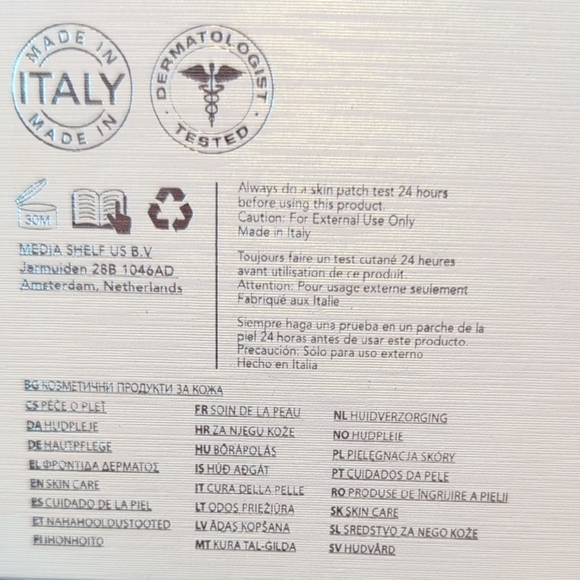 MADE IN
ITALY
MADE IN
DERMATOLOGIST
TESTED
30M
MEDIA SHELF US B.V
Jarmuiden 28B 1046AD
Amsterdam, Netherlands
Always do a skin patch test 24 hours
before using this product.
Caution: For External Use Only
Made in Italy
Toujours faire un test cutané 24 heures
avant utilisation de ce produit.
Attention: Pour usage externe seulement
Fabriqué aux Italie
Siempre haga una prueba en un parche de la
piel 24 horas antes de usar este producto.
Precaución: Sólo para uso externo
Hecho en Italia
BG КОЗМЕТИЧНИ ПРОДУКТИ ЗА КОЖА
CS PÉČE O PLEŤ
DA HUDPLEJE
DE HAUTPFLEGE
EL ΦΡΟΝΤΙΔΑ ΔΕΡΜΑΤΟΣ
EN SKIN CARE
ES CUIDADO DE LA PIEL
ET NAHAHOOLDUSTOOTED
FI IHONHOITO
FR SOIN DE LA PEAU
HR ZA NJEGU KOŽE
HU BŐRÁPOLÁS
IS HÚÐ AÐGÁT
IT CURA DELLA PELLE
LT ODOS PRIEŽIŪRA
LV ĀDAS KOPŠANA
MT KURA TAL-ĠILDA
NL HUIDVERZORGING
NO HUDPLEIE
PL PIELĘGNACJA SKÓRY
PT CUIDADOS DA PELE
RO PRODUSE DE ÎNGRIJIRE A PIELII
SK SKIN CARE
SL SREDSTVO ZA NEGO KOŽE
SV HUDVÅRD